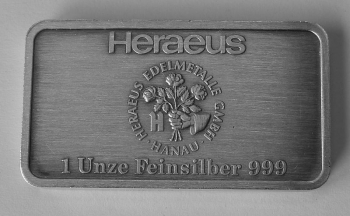 Heraeus
HERAEUS EDELMETALLE GMBH
H
- HANAU -
1 Unze Feinsilber 999